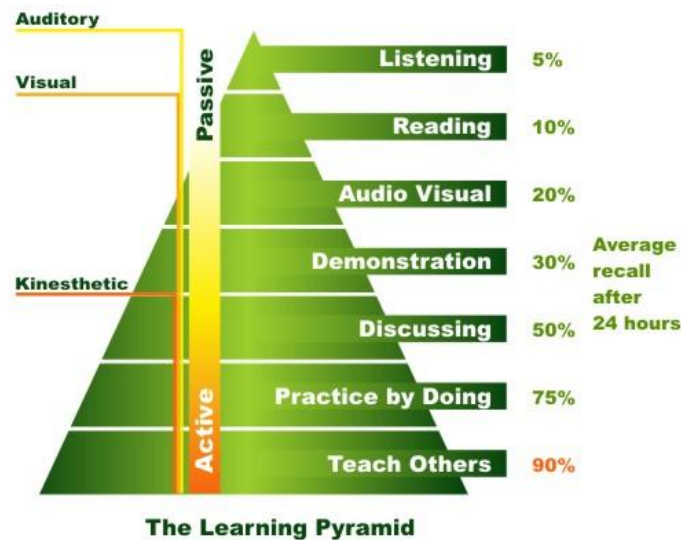 Auditory
Visual
Kinesthetic
Passive
Active
Listening 5%
Reading 10%
Audio Visual 20%
Demonstration 30%
Discussing 50%
Practice by Doing 75%
Teach Others 90%
Average
recall
after
24 hours
The Learning Pyramid